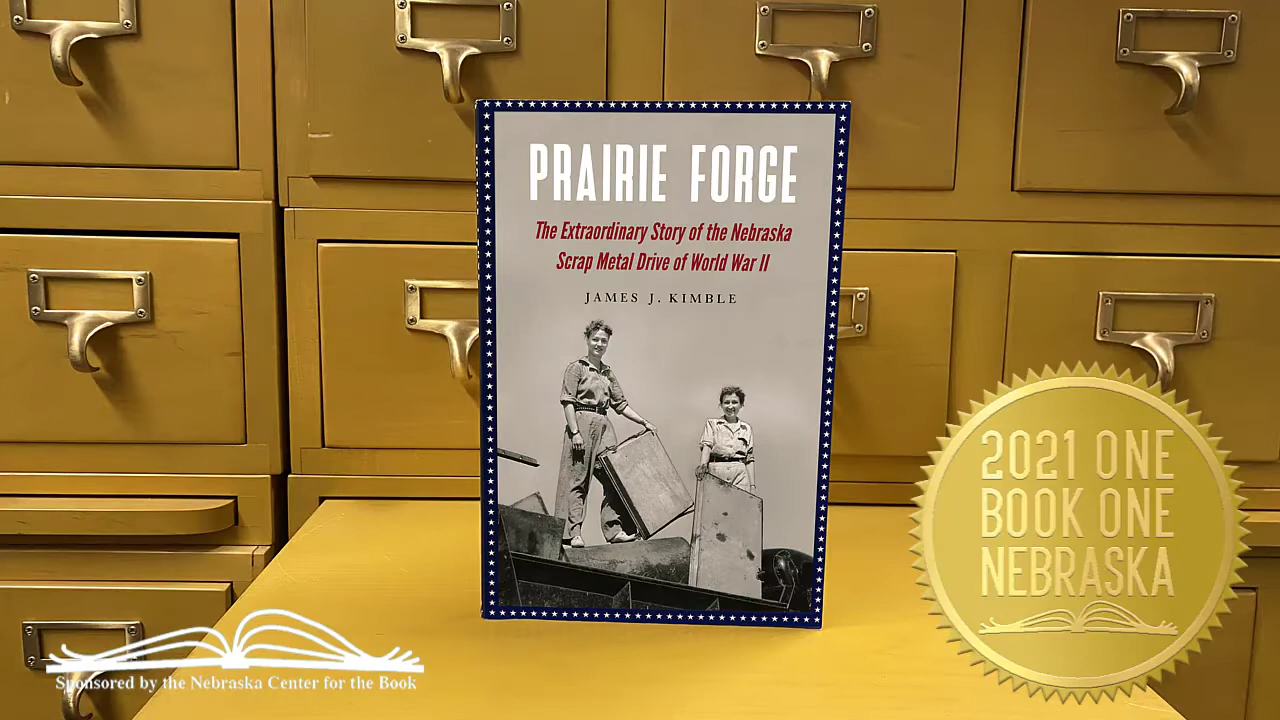 PRAIRIE FORGE
The Extraordinary Story of the Nebraska
Scrap Metal Drive of World War II
JAMES J. KIMBLE
2021 ONE
BOOK ONE
NEBRASKA
Sponsored by the Nebraska Center for the Book